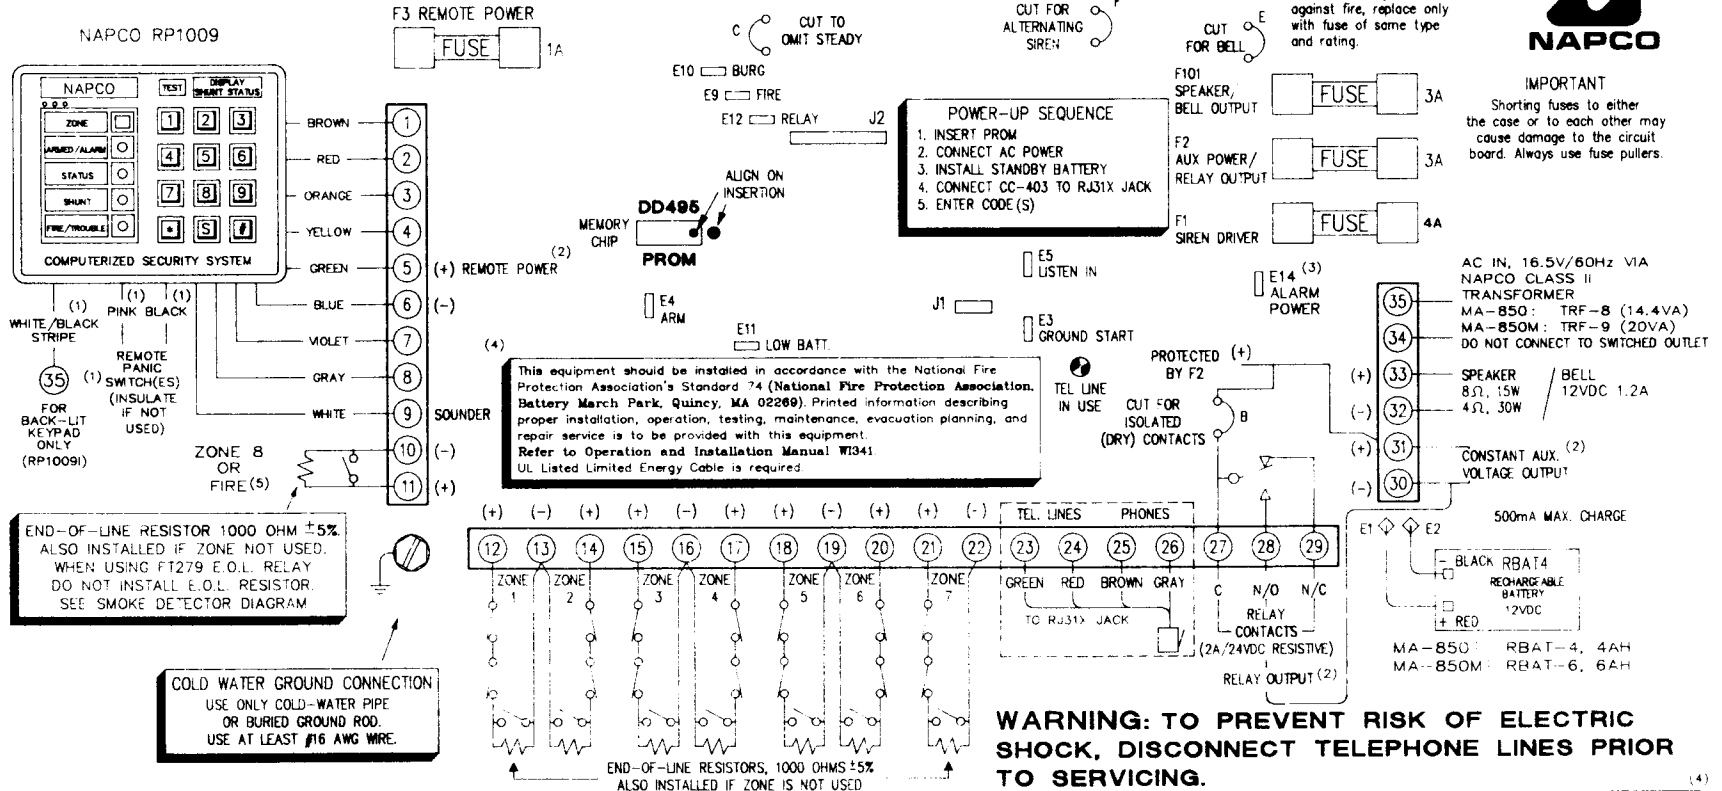 NAPCO RP1009
NAPCO
TEST
DISPLAY
SHUNT STATUS
ZONE
ARMED/ALARM
STATUS
SHUNT
FIRE/TROUBLE
1 2 3
4 5 6
7 8 9
* S #
COMPUTERIZED SECURITY SYSTEM
(1)
WHITE/BLACK
STRIPE
35 (1)
FOR
BACK-LIT
KEYPAD
ONLY
(RP1009I)
(1) (1)
PINK BLACK
REMOTE
PANIC
SWITCH(ES)
(INSULATE
IF NOT
USED)
F3 REMOTE POWER
FUSE 1A
BROWN 1
RED 2
ORANGE 3
YELLOW 4
GREEN 5 (+) REMOTE POWER (2)
BLUE 6 (-)
VIOLET 7
GRAY 8
WHITE 9 SOUNDER
10 (-)
11 (+)
ZONE 8
OR
FIRE (5)
END-OF-LINE RESISTOR 1000 OHM ±5%.
ALSO INSTALLED IF ZONE NOT USED.
WHEN USING FT279 E.O.L. RELAY
DO NOT INSTALL E.O.L. RESISTOR.
SEE SMOKE DETECTOR DIAGRAM
COLD WATER GROUND CONNECTION
USE ONLY COLD-WATER PIPE
OR BURIED GROUND ROD.
USE AT LEAST #16 AWG WIRE.
C
CUT TO
OMIT STEADY
E10 BURG
E9 FIRE
E12 RELAY
J2
ALIGN ON
INSERTION
DD495
MEMORY
CHIP
PROM
E4
ARM
E11
LOW BATT.
CUT FOR
ALTERNATING
SIREN
F
CUT
FOR BELL
E
against fire, replace only
with fuse of same type
and rating.
NAPCO
IMPORTANT
Shorting fuses to either
the case or to each other may
cause damage to the circuit
board. Always use fuse pullers.
POWER-UP SEQUENCE
1. INSERT PROM
2. CONNECT AC POWER
3. INSTALL STANDBY BATTERY
4. CONNECT CC-403 TO RJ31X JACK
5. ENTER CODE(S)
F101
SPEAKER/
BELL OUTPUT
FUSE 3A
F2
AUX POWER/
RELAY OUTPUT
FUSE 3A
F1
SIREN DRIVER
FUSE 4A
E5
LISTEN IN
J1
E3
GROUND START
E14 (3)
ALARM
POWER
TEL LINE
IN USE
(4)
This equipment should be installed in accordance with the National Fire
Protection Association's Standard 74 (National Fire Protection Association,
Battery March Park, Quincy, MA 02269). Printed information describing
proper installation, operation, testing, maintenance, evacuation planning, and
repair service is to be provided with this equipment.
Refer to Operation and Installation Manual WI341.
UL Listed Limited Energy Cable is required.
PROTECTED (+)
BY F2
CUT FOR
ISOLATED
(DRY) CONTACTS
B
AC IN, 16.5V/60Hz VIA
NAPCO CLASS II
TRANSFORMER
MA-850: TRF-8 (14.4VA)
MA-850M: TRF-9 (20VA)
DO NOT CONNECT TO SWITCHED OUTLET
35
34
(+) 33
(-) 32
(+) 31
(-) 30
SPEAKER
8Ω, 15W
4Ω, 30W
BELL
12VDC 1.2A
CONSTANT AUX. (2)
VOLTAGE OUTPUT
500mA MAX. CHARGE
E1 E2
- BLACK
RBAT4
RECHARGEABLE
BATTERY
12VDC
+ RED
MA-850: RBAT-4, 4AH
MA-850M: RBAT-6, 6AH
(+) (-) (+) (+) (-) (+) (+) (-) (+) (+) (-)
12 13 14 15 16 17 18 19 20 21 22 23 24 25 26 27 28 29
ZONE 1
ZONE 2
ZONE 3
ZONE 4
ZONE 5
ZONE 6
ZONE 7
END-OF-LINE RESISTORS, 1000 OHMS ±5%
ALSO INSTALLED IF ZONE IS NOT USED
TEL. LINES PHONES
GREEN RED BROWN GRAY
TO RJ31X JACK
C N/O N/C
RELAY
CONTACTS
(2A/24VDC RESISTIVE)
RELAY OUTPUT (2)
WARNING: TO PREVENT RISK OF ELECTRIC
SHOCK, DISCONNECT TELEPHONE LINES PRIOR
TO SERVICING.
(4)